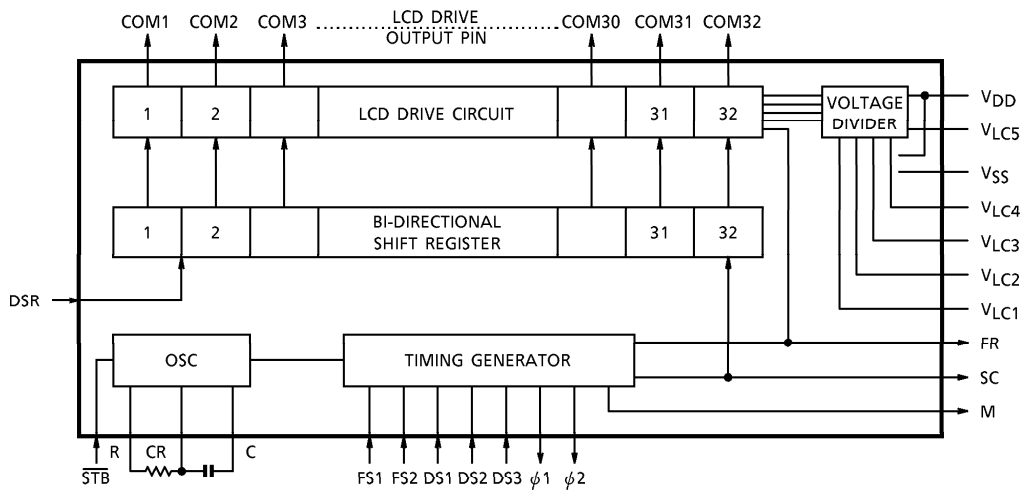 COM1 COM2 COM3 LCD DRIVE OUTPUT PIN COM30 COM31 COM32
1 2 LCD DRIVE CIRCUIT 31 32
VOLTAGE DIVIDER
VDD
VLC5
VSS
VLC4
VLC3
VLC2
VLC1
1 2 BI-DIRECTIONAL SHIFT REGISTER 31 32
DSR
OSC
TIMING GENERATOR
FR
SC
M
R CR C
STB
FS1 FS2 DS1 DS2 DS3 ϕ1 ϕ2